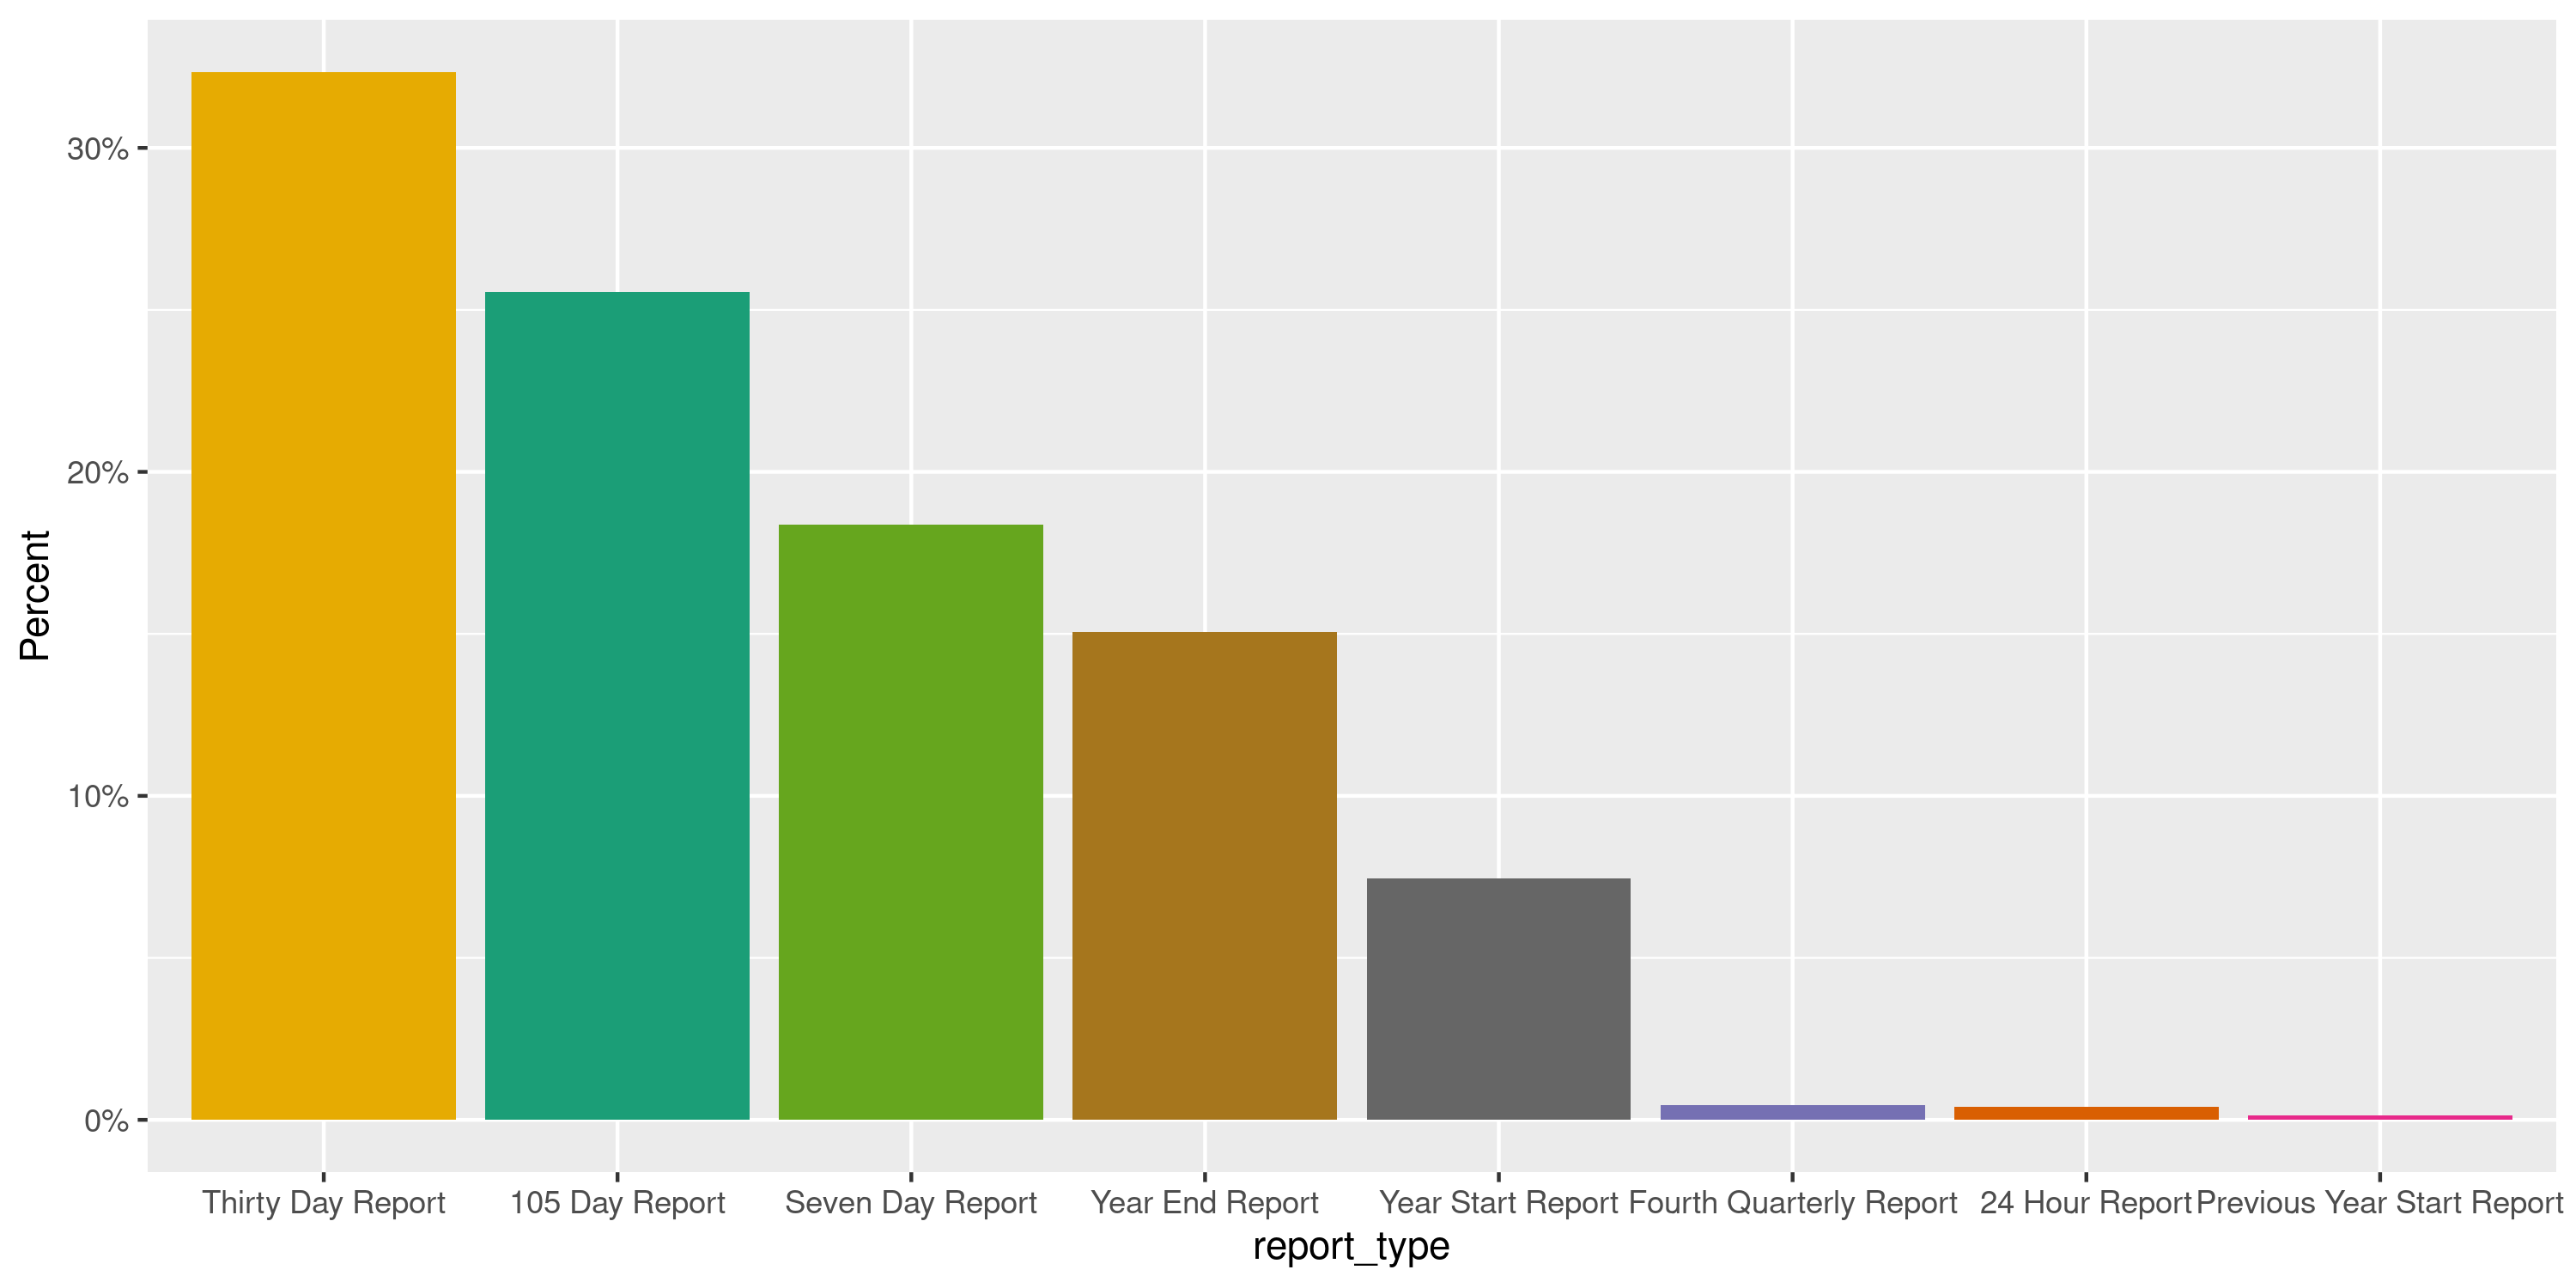 Percent
30%
20%
10%
0%
Thirty Day Report
105 Day Report
Seven Day Report
Year End Report
Year Start Report
Fourth Quarterly Report
24 Hour Report
Previous Year Start Report
report_type